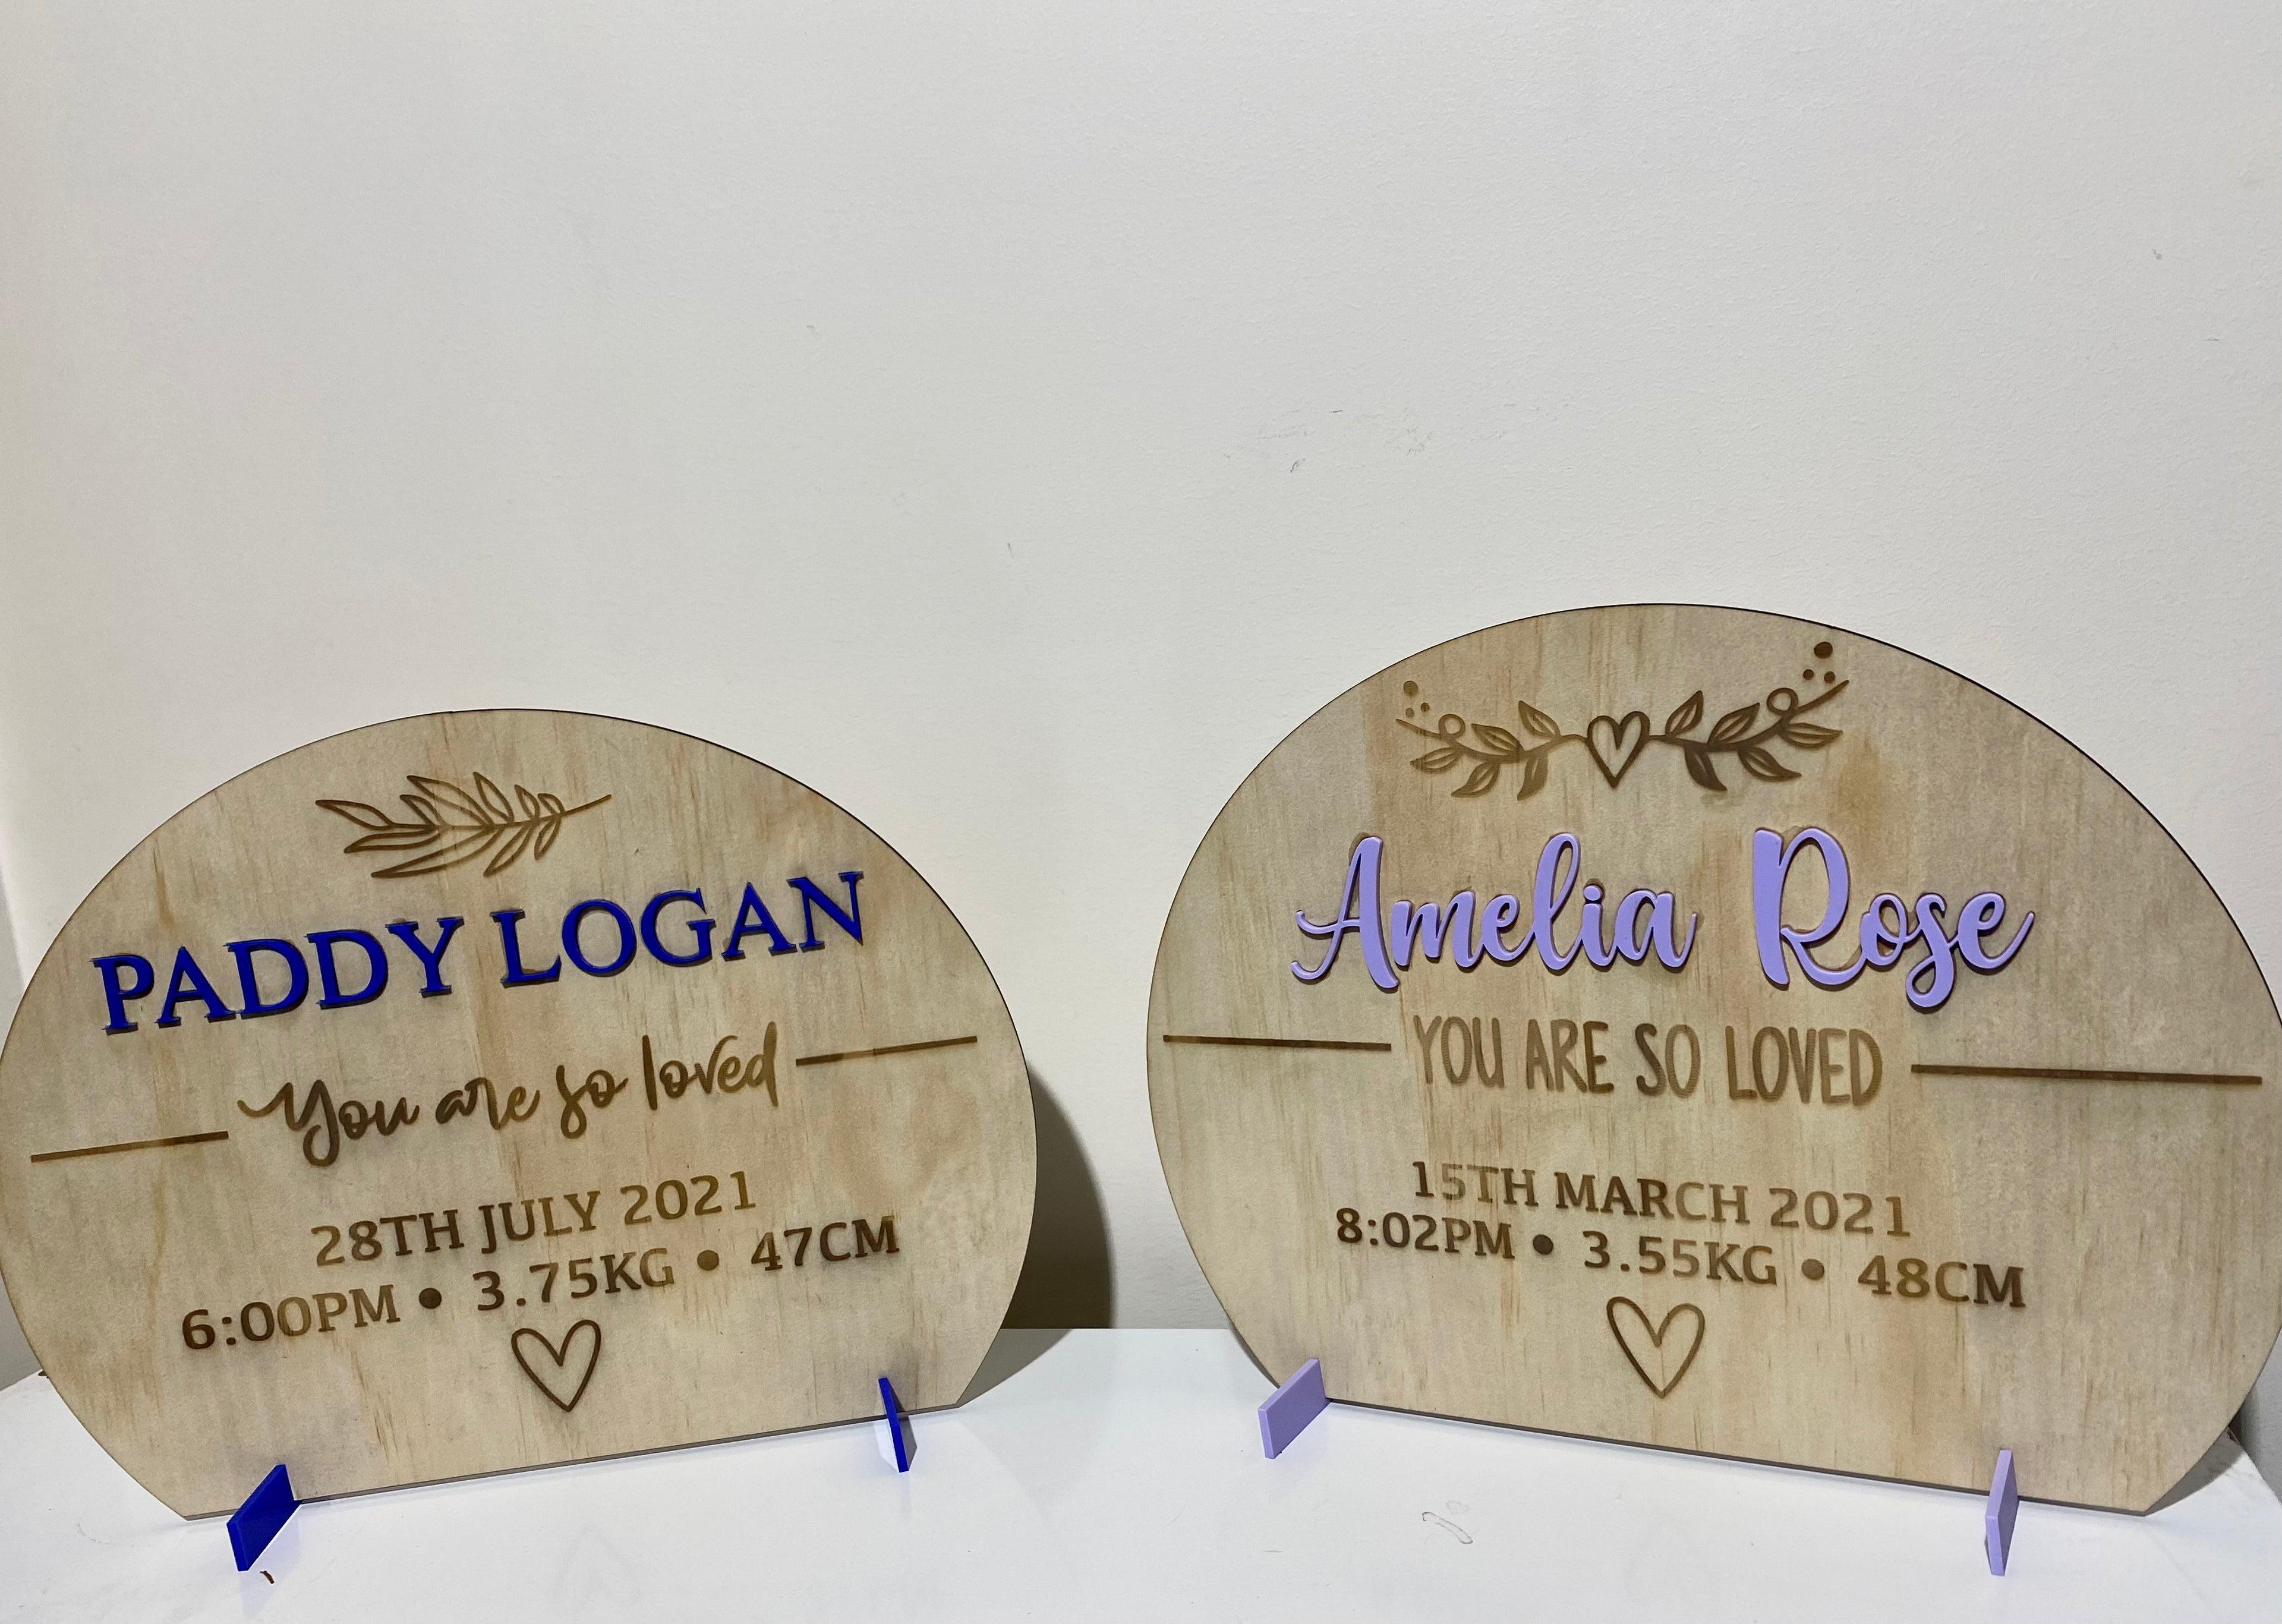 PADDY LOGAN
You are so loved
28TH JULY 2021
6:00PM • 3.75KG • 47CM
Amelia Rose
YOU ARE SO LOVED
15TH MARCH 2021
8:02PM • 3.55KG • 48CM